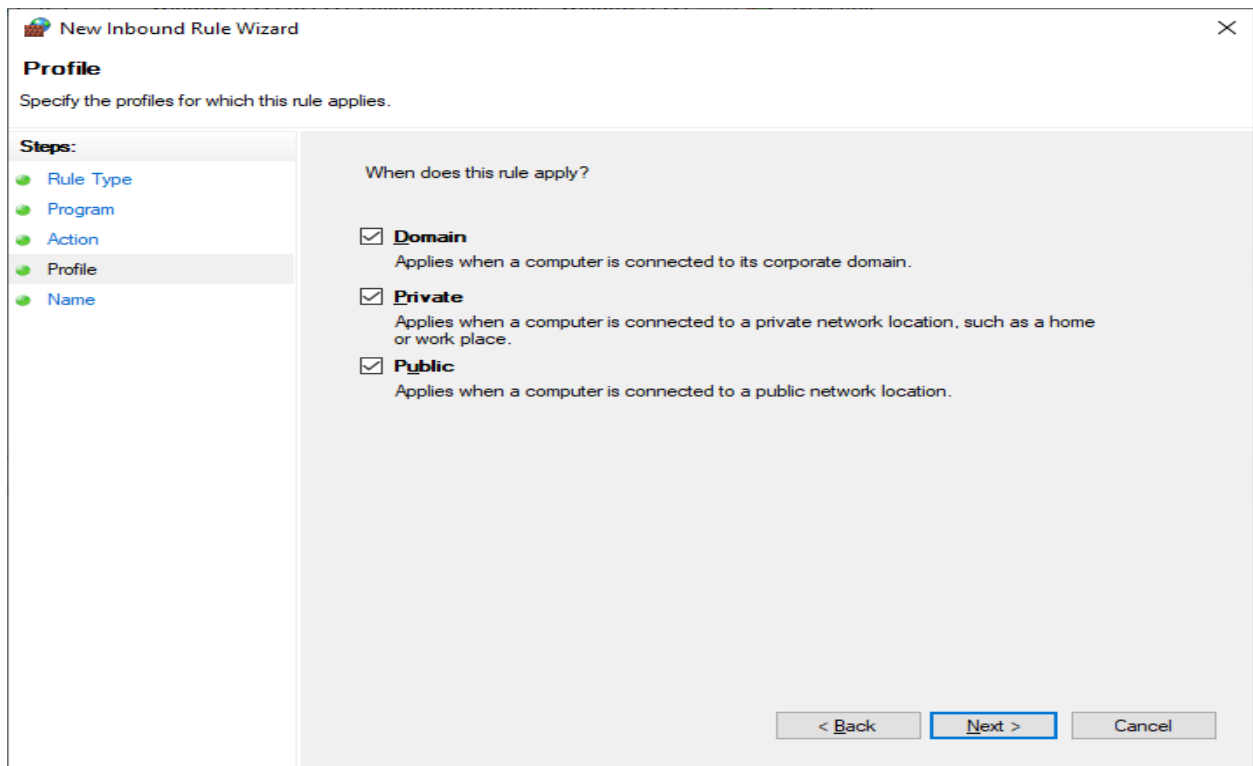 New Inbound Rule Wizard
Profile
Specify the profiles for which this rule applies.
Steps:
Rule Type
Program
Action
Profile
Name
When does this rule apply?
Domain
Applies when a computer is connected to its corporate domain.
Private
Applies when a computer is connected to a private network location, such as a home
or work place.
Public
Applies when a computer is connected to a public network location.
< Back
Next >
Cancel